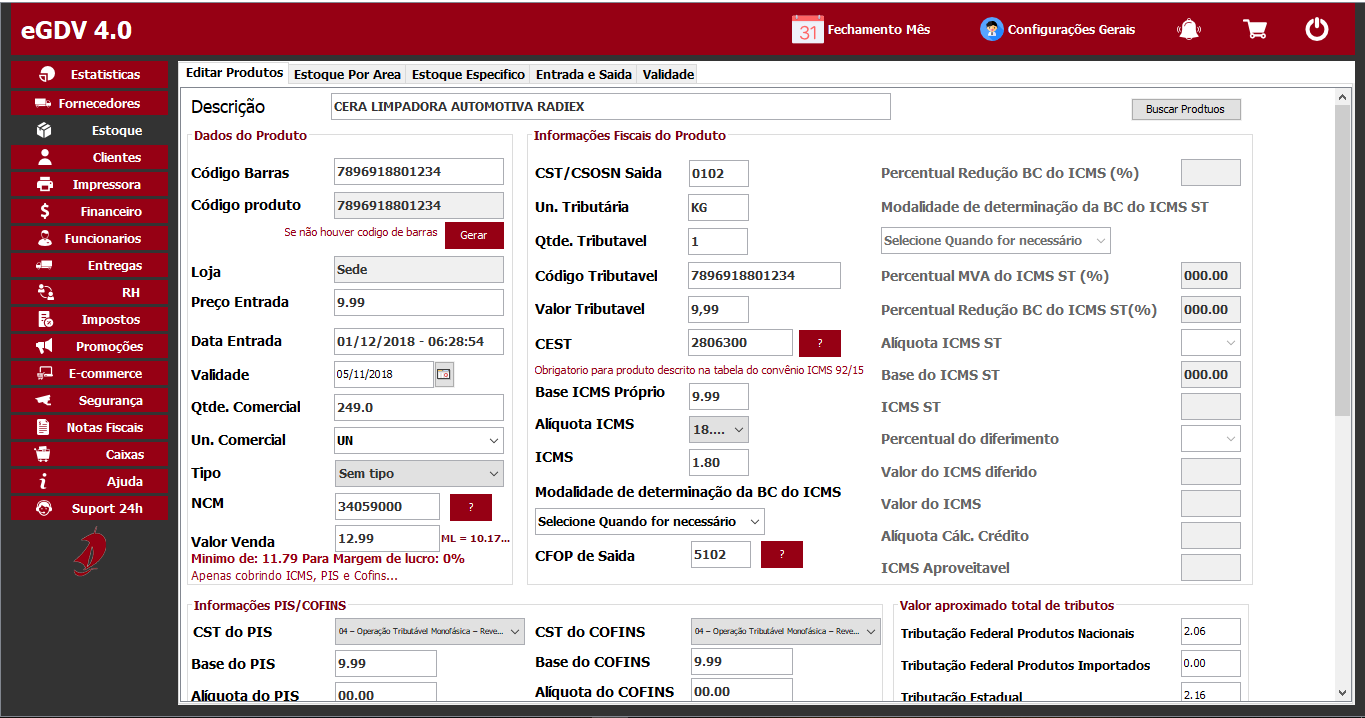 eGDV 4.0
31 Fechamento Mês
Configurações Gerais
Estatisticas
Fornecedores
Estoque
Clientes
Impressora
Financeiro
Funcionarios
Entregas
RH
Impostos
Promoções
E-commerce
Segurança
Notas Fiscais
Caixas
Ajuda
Suport 24h
Editar Produtos
Estoque Por Area
Estoque Especifico
Entrada e Saida
Validade
Descrição CERA LIMPADORA AUTOMOTIVA RADIEX
Buscar Prodtuos
Dados do Produto
Código Barras 7896918801234
Código produto 7896918801234
Se não houver codigo de barras Gerar
Loja Sede
Preço Entrada 9.99
Data Entrada 01/12/2018 - 06:28:54
Validade 05/11/2018
Qtde. Comercial 249.0
Un. Comercial UN
Tipo Sem tipo
NCM 34059000 ?
Valor Venda 12.99 ML = 10.17...
Minimo de: 11.79 Para Margem de lucro: 0%
Apenas cobrindo ICMS, PIS e Cofins...
Informações Fiscais do Produto
CST/CSOSN Saida 0102
Un. Tributária KG
Qtde. Tributavel 1
Código Tributavel 7896918801234
Valor Tributavel 9,99
CEST 2806300 ?
Obrigatorio para produto descrito na tabela do convênio ICMS 92/15
Base ICMS Próprio 9.99
Alíquota ICMS 18....
ICMS 1.80
Modalidade de determinação da BC do ICMS
Selecione Quando for necessário
CFOP de Saida 5102 ?
Percentual Redução BC do ICMS (%)
Modalidade de determinação da BC do ICMS ST
Selecione Quando for necessário
Percentual MVA do ICMS ST (%) 000.00
Percentual Redução BC do ICMS ST(%) 000.00
Alíquota ICMS ST
Base do ICMS ST 000.00
ICMS ST
Percentual do diferimento
Valor do ICMS diferido
Valor do ICMS
Alíquota Cálc. Crédito
ICMS Aproveitavel
Informações PIS/COFINS
CST do PIS 04 – Operação Tributável Monofásica – Reve...
Base do PIS 9.99
Alíquota do PIS 00.00
CST do COFINS 04 – Operação Tributável Monofásica – Reve...
Base do COFINS 9.99
Alíquota do COFINS 00.00
Valor aproximado total de tributos
Tributação Federal Produtos Nacionais 2.06
Tributação Federal Produtos Importados 0.00
Tributação Estadual 2.16